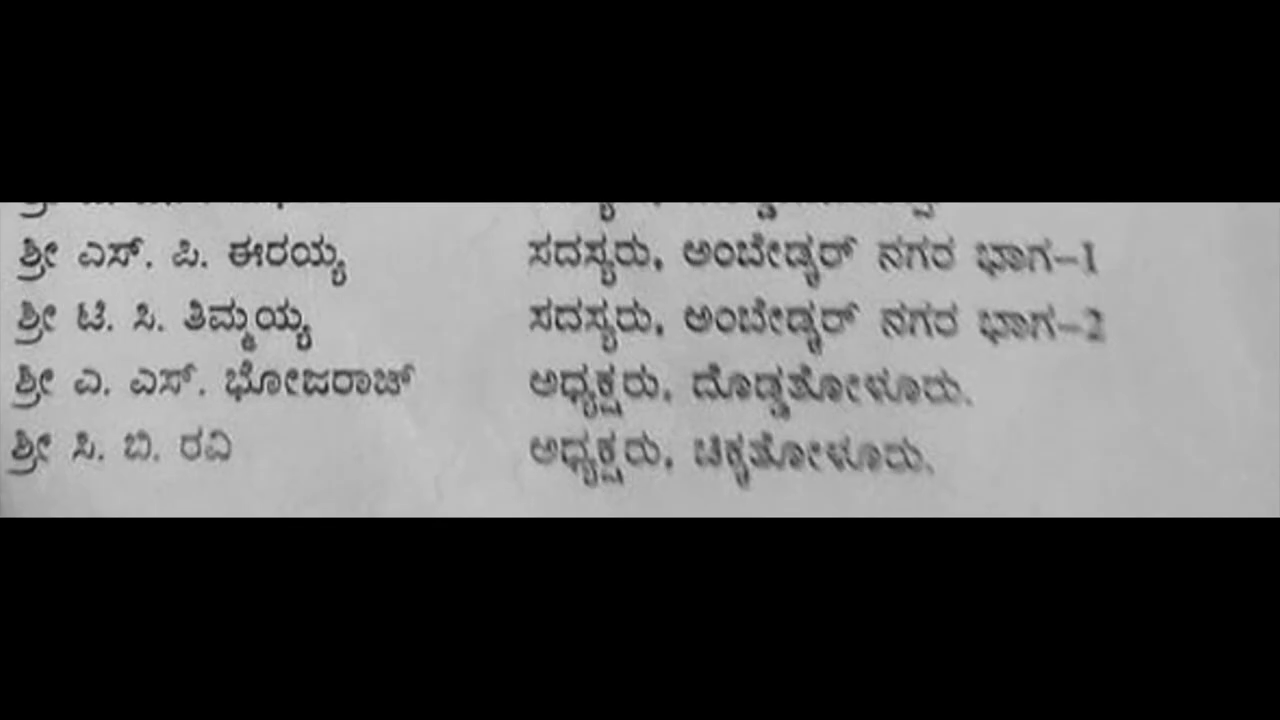 ಶ್ರೀ ಎಸ್. ಪಿ. ಈರಯ್ಯ ಸದಸ್ಯರು, ಅಂಬೇಡ್ಕರ್ ನಗರ ಭಾಗ–1
ಶ್ರೀ ಟಿ. ಸಿ. ತಿಮ್ಮಯ್ಯ ಸದಸ್ಯರು, ಅಂಬೇಡ್ಕರ್ ನಗರ ಭಾಗ–2
ಶ್ರೀ ಎ. ಎಸ್. ಭೋಜರಾಜ್ ಅಧ್ಯಕ್ಷರು, ದೊಡ್ಡತೋಳೂರು.
ಶ್ರೀ ಸಿ. ಬಿ. ರವಿ ಅಧ್ಯಕ್ಷರು, ಚಿಕ್ಕತೋಳೂರು.